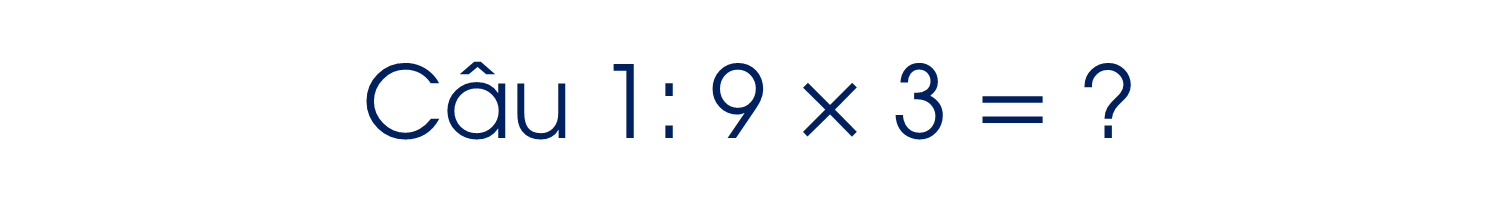 Câu 1: 9 × 3 = ?